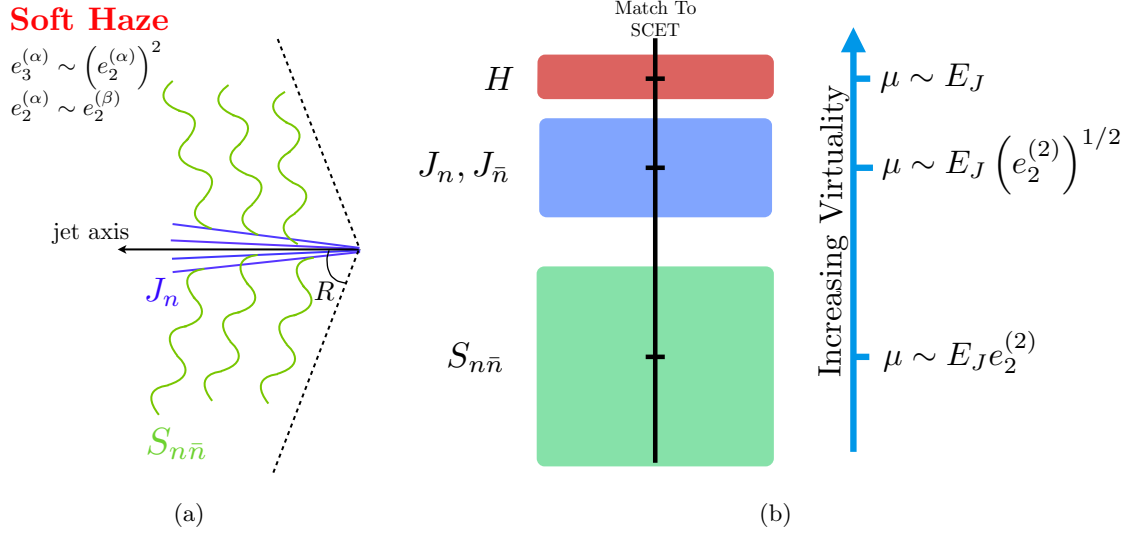 Soft Haze
e_3^{(α)} ∼ (e_2^{(α)})^2
e_2^{(α)} ∼ e_2^{(β)}
jet axis
J_n
R
S_{n\bar{n}}
(a)
Match To
SCET
H
J_n, J_{\bar{n}}
S_{n\bar{n}}
Increasing Virtuality
μ ∼ E_J
μ ∼ E_J (e_2^{(2)})^{1/2}
μ ∼ E_J e_2^{(2)}
(b)